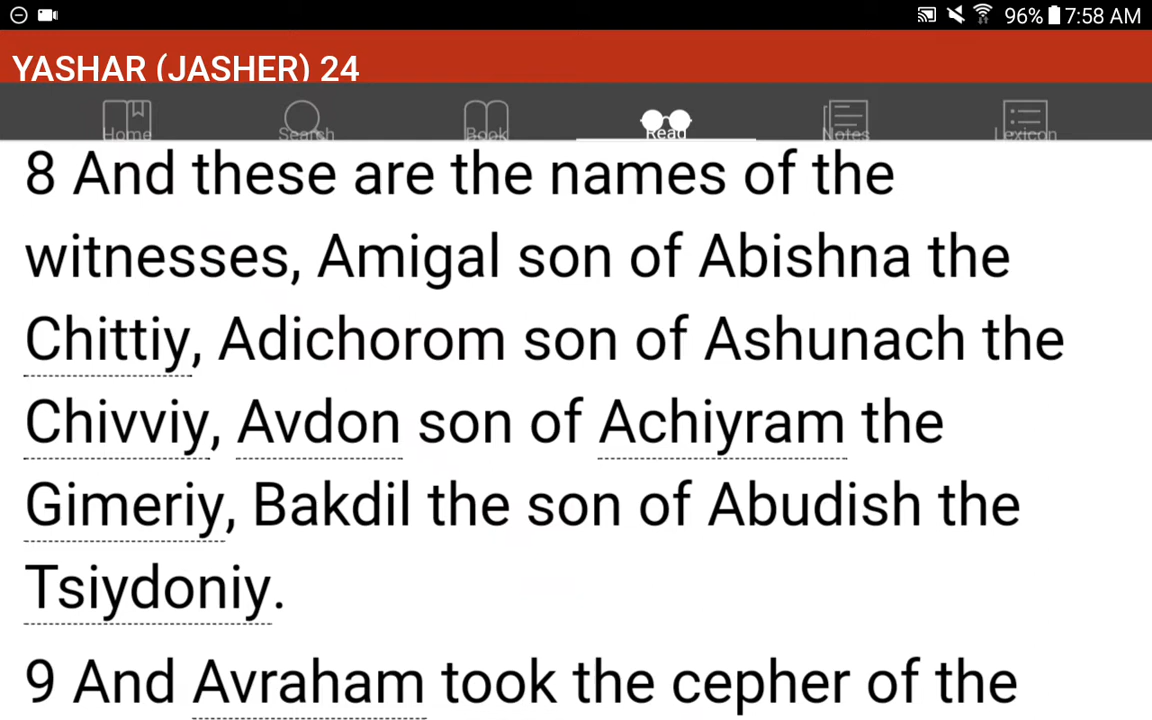 96% 7:58 AM
YASHAR (JASHER) 24
Home Search Book Read Notes Lexicon
8 And these are the names of the
witnesses, Amigal son of Abishna the
Chittiy, Adichorom son of Ashunach the
Chivviy, Avdon son of Achiyram the
Gimeriy, Bakdil the son of Abudish the
Tsiydoniy.
9 And Avraham took the cepher of the